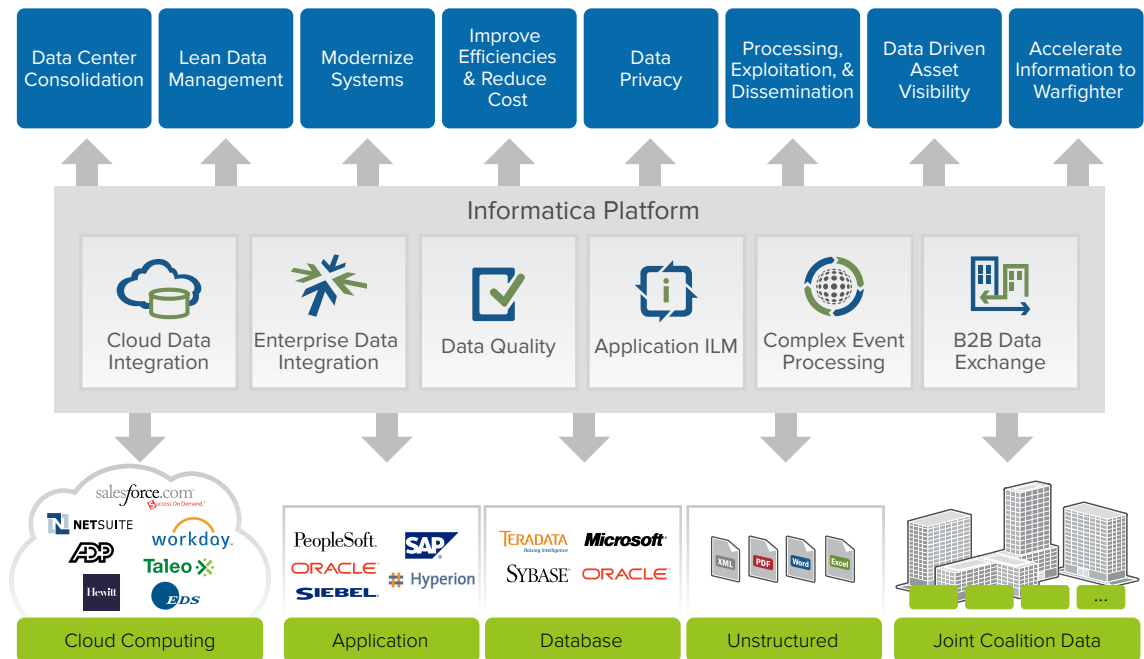 Data Center
Consolidation
Lean Data
Management
Modernize
Systems
Improve
Efficiencies
& Reduce
Cost
Data
Privacy
Processing,
Exploitation, &
Dissemination
Data Driven
Asset
Visibility
Accelerate
Information to
Warfighter
Informatica Platform
Cloud Data
Integration
Enterprise Data
Integration
Data Quality
Application ILM
Complex Event
Processing
B2B Data
Exchange
salesforce.com
Success On Demand.™
NETSUITE
workday™
ADP
Taleo
Hewitt
EDS
PeopleSoft.
SAP
ORACLE
Hyperion
SIEBEL
TERADATA
Raising Intelligence
Microsoft
SYBASE
ORACLE
XML
PDF
Word
Excel
...
Cloud Computing
Application
Database
Unstructured
Joint Coalition Data